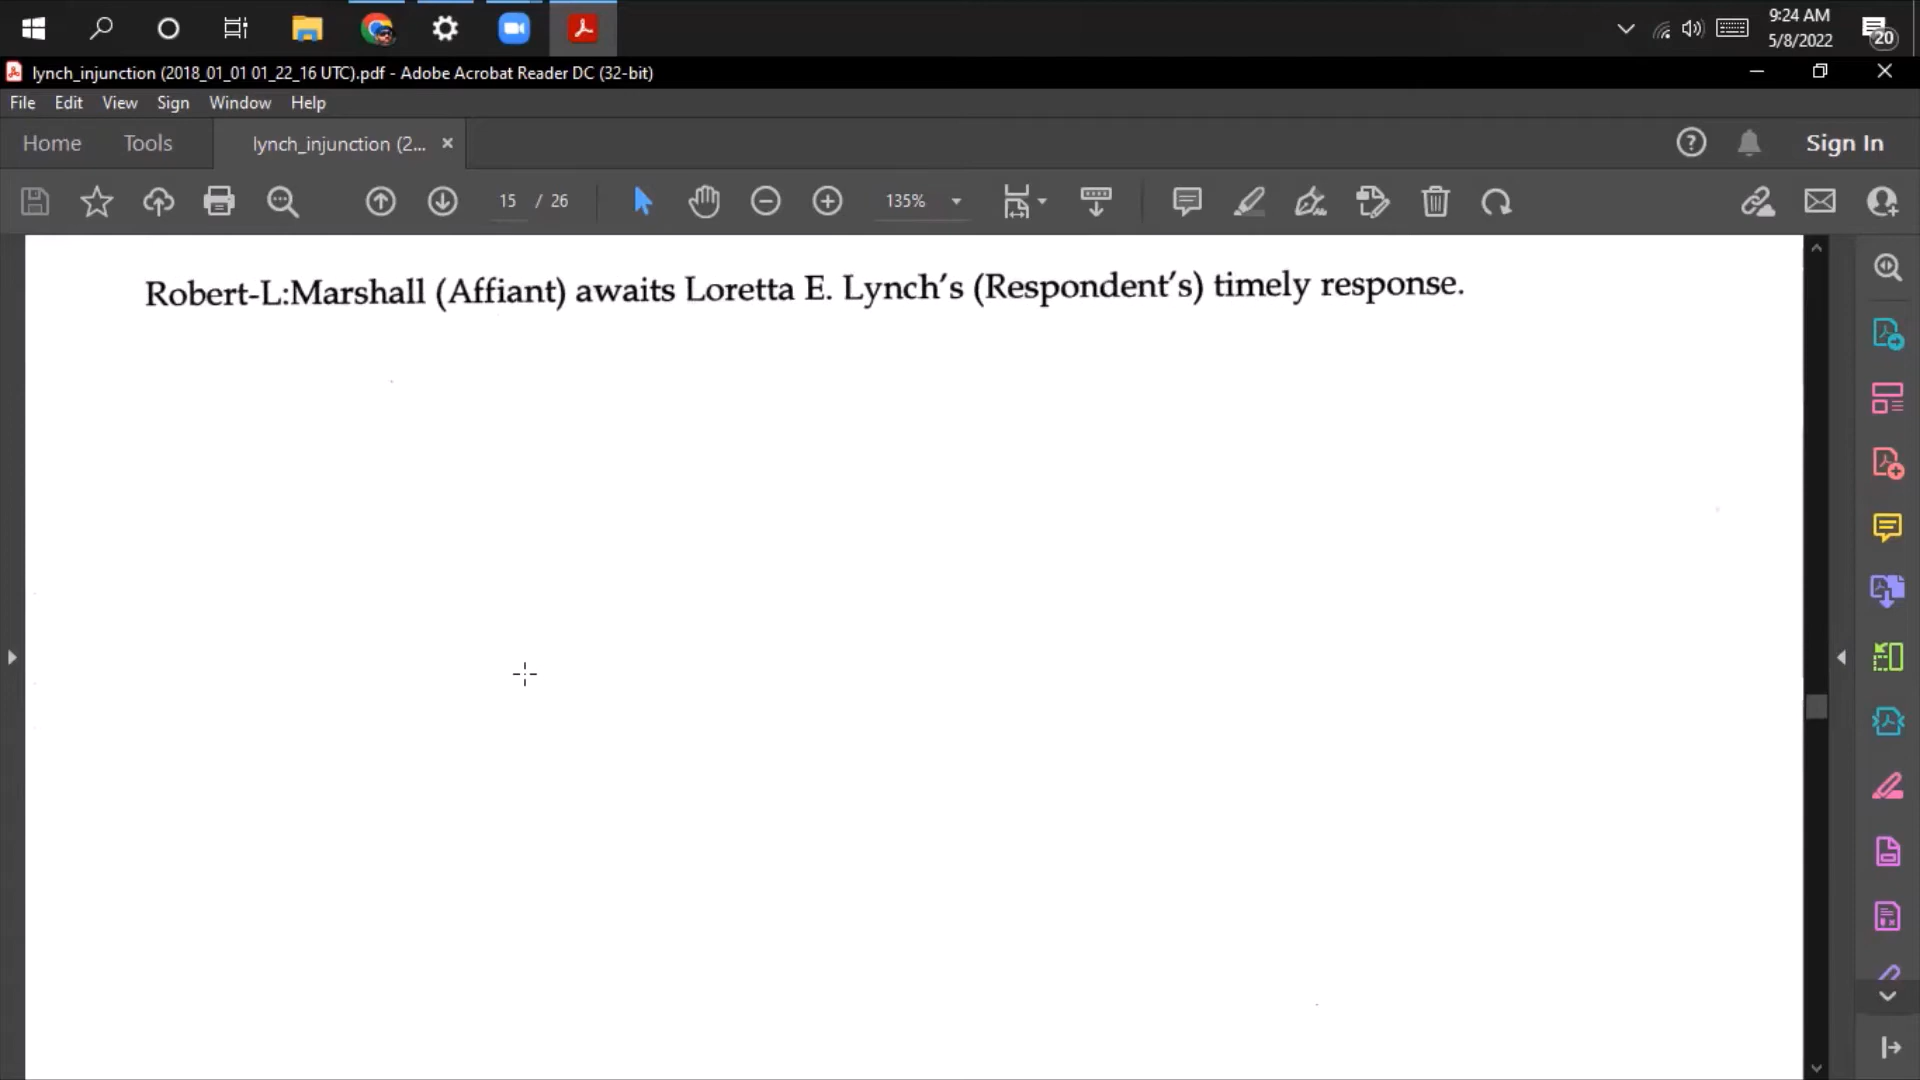 9:24 AM
5/8/2022
20
lynch_injunction (2018_01_01 01_22_16 UTC).pdf - Adobe Acrobat Reader DC (32-bit)
File Edit View Sign Window Help
Home Tools lynch_injunction (2... × Sign In
15 / 26 135%
Robert-L:Marshall (Affiant) awaits Loretta E. Lynch's (Respondent's) timely response.